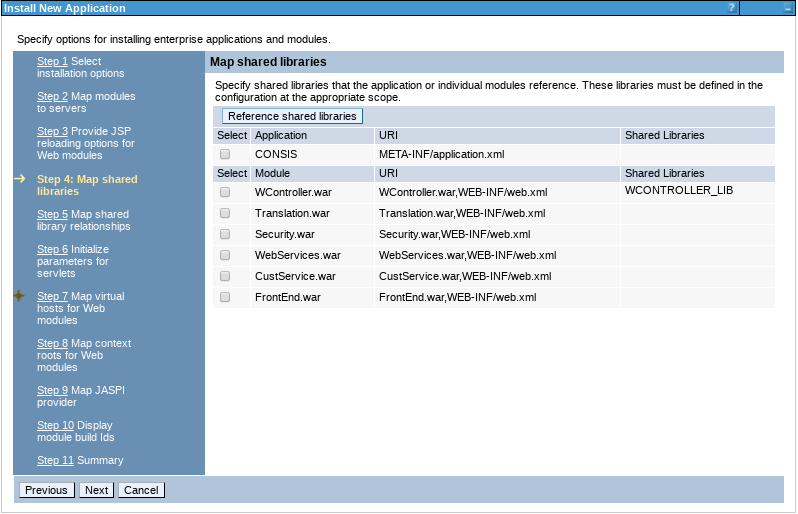 Install New Application
?
Specify options for installing enterprise applications and modules.
Step 1 Select
installation options
Step 2 Map modules
to servers
Step 3 Provide JSP
reloading options for
Web modules
Step 4: Map shared
libraries
Step 5 Map shared
library relationships
Step 6 Initialize
parameters for
servlets
Step 7 Map virtual
hosts for Web
modules
Step 8 Map context
roots for Web
modules
Step 9 Map JASPI
provider
Step 10 Display
module build Ids
Step 11 Summary
Map shared libraries
Specify shared libraries that the application or individual modules reference. These libraries must be defined in the
configuration at the appropriate scope.
Reference shared libraries
Select Application URI Shared Libraries
CONSIS META-INF/application.xml
Select Module URI Shared Libraries
WController.war WController.war,WEB-INF/web.xml WCONTROLLER_LIB
Translation.war Translation.war,WEB-INF/web.xml
Security.war Security.war,WEB-INF/web.xml
WebServices.war WebServices.war,WEB-INF/web.xml
CustService.war CustService.war,WEB-INF/web.xml
FrontEnd.war FrontEnd.war,WEB-INF/web.xml
Previous Next Cancel